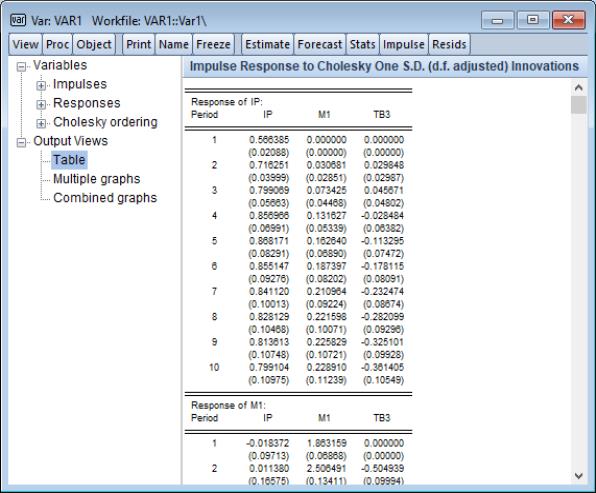 Var: VAR1 Workfile: VAR1::Var1\
View Proc Object Print Name Freeze Estimate Forecast Stats Impulse Resids
Variables
Impulses
Responses
Cholesky ordering
Output Views
Table
Multiple graphs
Combined graphs
Impulse Response to Cholesky One S.D. (d.f. adjusted) Innovations
Response of IP:
Period IP M1 TB3
1 0.566385 0.000000 0.000000
(0.02088) (0.00000) (0.00000)
2 0.716251 0.030681 0.029848
(0.03999) (0.02851) (0.02987)
3 0.799069 0.073425 0.045671
(0.05663) (0.04468) (0.04802)
4 0.856966 0.131627 -0.028484
(0.06991) (0.05339) (0.06382)
5 0.868171 0.162640 -0.113295
(0.08291) (0.06890) (0.07472)
6 0.855147 0.187397 -0.178115
(0.09276) (0.08202) (0.08091)
7 0.841120 0.210964 -0.232474
(0.10013) (0.09224) (0.08674)
8 0.828129 0.221598 -0.282099
(0.10468) (0.10071) (0.09296)
9 0.813613 0.225829 -0.325101
(0.10748) (0.10721) (0.09928)
10 0.799104 0.228910 -0.361405
(0.10975) (0.11239) (0.10549)
Response of M1:
Period IP M1 TB3
1 -0.018372 1.863159 0.000000
(0.09713) (0.06868) (0.00000)
2 0.011380 2.506491 -0.504939
(0.16575) (0.13411) (0.09994)